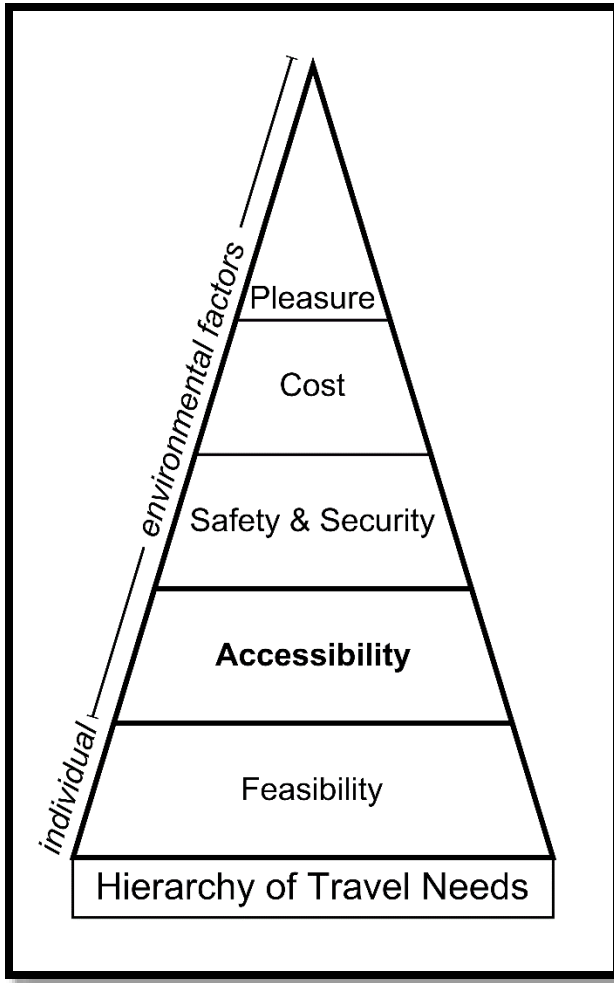 Pleasure
Cost
Safety & Security
Accessibility
Feasibility
environmental factors
individual
Hierarchy of Travel Needs